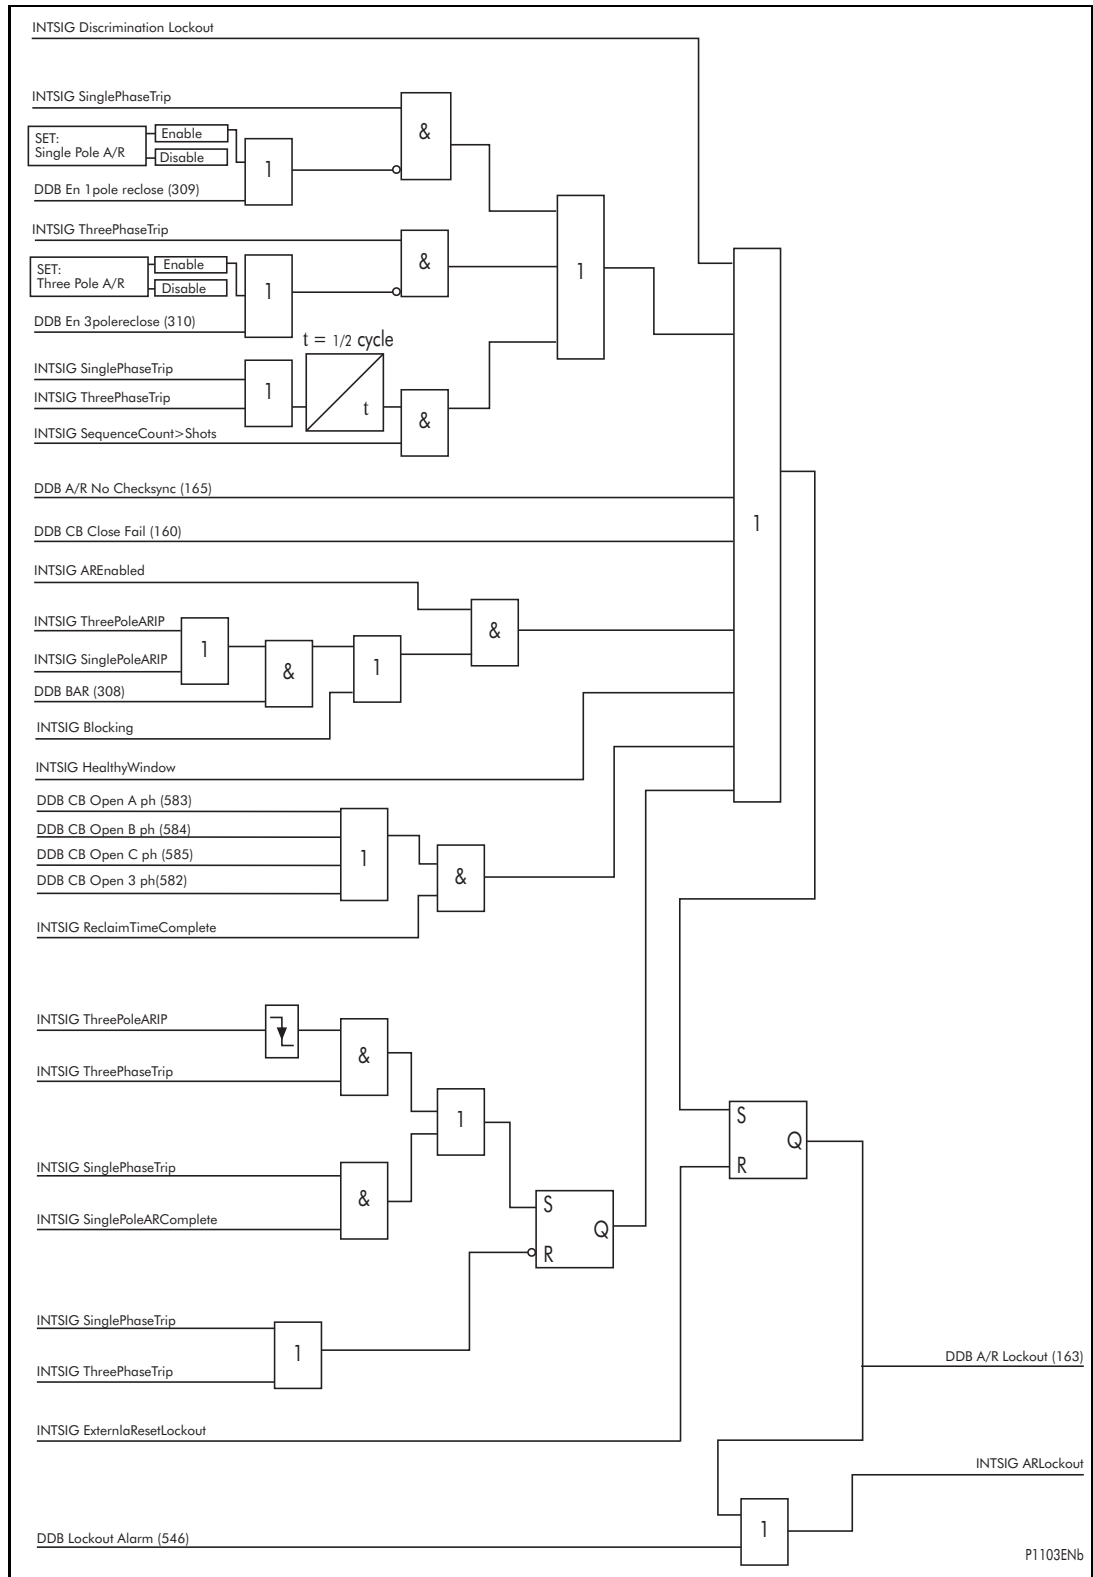 INTSIG Discrimination Lockout
INTSIG SinglePhaseTrip
&
SET:
Single Pole A/R
Enable
Disable
1
DDB En 1pole reclose (309)
INTSIG ThreePhaseTrip
&
SET:
Three Pole A/R
Enable
Disable
1
1
DDB En 3polereclose (310)
t = 1/2 cycle
INTSIG SinglePhaseTrip
INTSIG ThreePhaseTrip
1
t
&
INTSIG SequenceCount>Shots
DDB A/R No Checksync (165)
1
DDB CB Close Fail (160)
INTSIG AREnabled
&
INTSIG ThreePoleARIP
1
INTSIG SinglePoleARIP
&
1
DDB BAR (308)
INTSIG Blocking
INTSIG HealthyWindow
DDB CB Open A ph (583)
DDB CB Open B ph (584)
DDB CB Open C ph (585)
DDB CB Open 3 ph(582)
1
&
INTSIG ReclaimTimeComplete
INTSIG ThreePoleARIP
&
INTSIG ThreePhaseTrip
1
S
Q
R
INTSIG SinglePhaseTrip
&
INTSIG SinglePoleARComplete
S
Q
R
INTSIG SinglePhaseTrip
1
INTSIG ThreePhaseTrip
DDB A/R Lockout (163)
INTSIG ExternlaResetLockout
INTSIG ARLockout
DDB Lockout Alarm (546)
1
P1103ENb